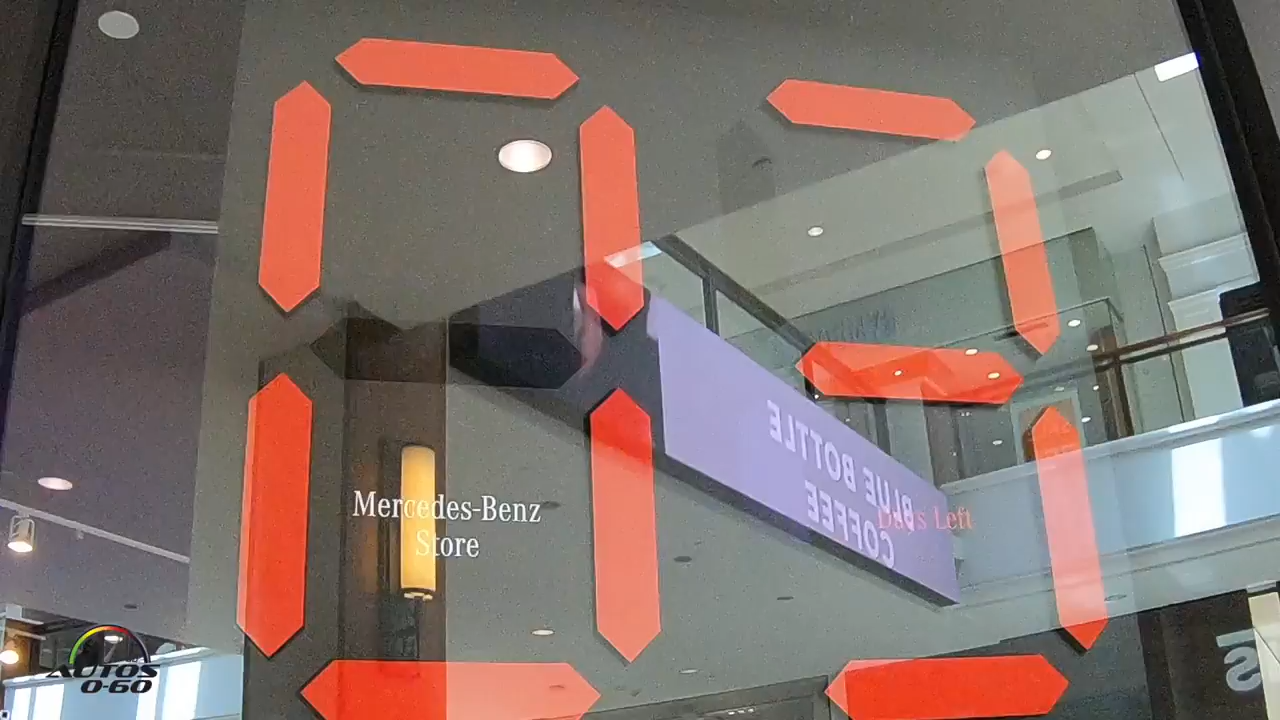 03
Mercedes-Benz
Store
Days Left
BLUE BOTTLE
COFFEE
AUTOS
0-60